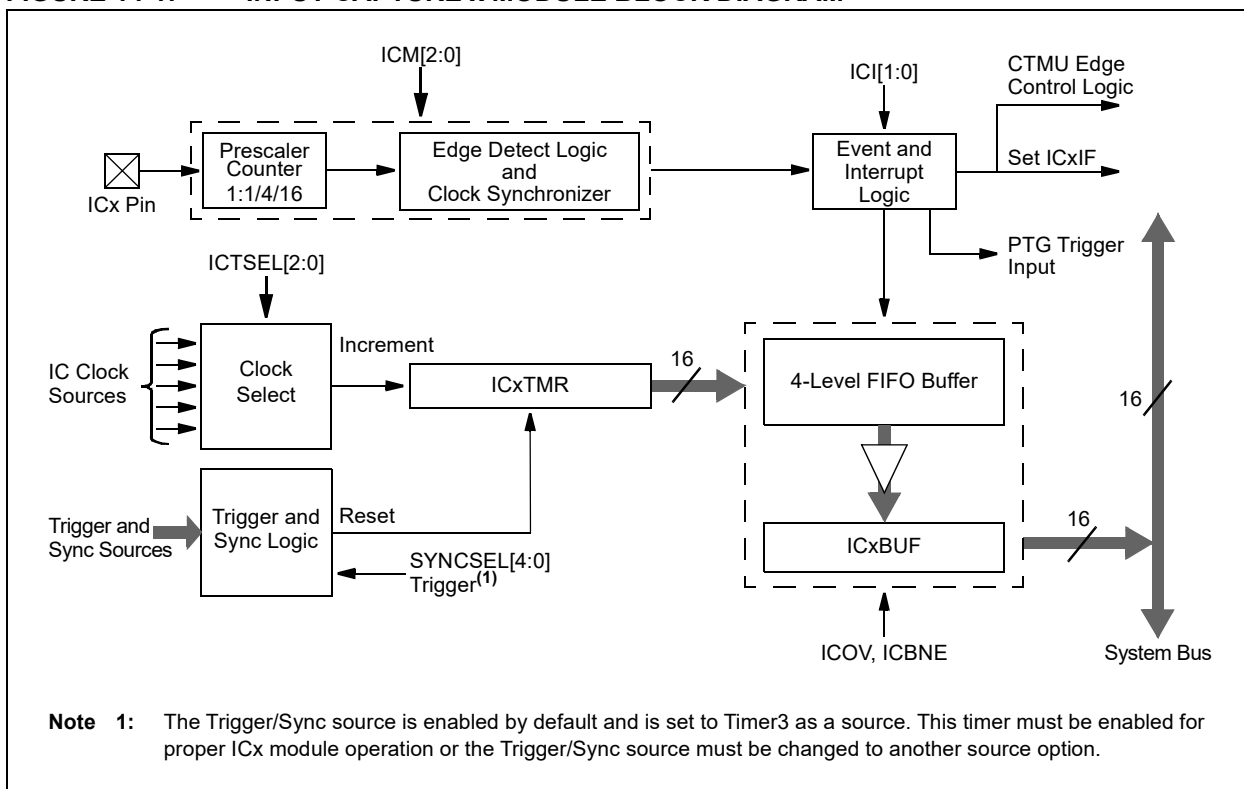 ICM[2:0]
ICI[1:0]
CTMU Edge
Control Logic
Prescaler
Counter
1:1/4/16
Edge Detect Logic
and
Clock Synchronizer
Event and
Interrupt
Logic
Set ICxIF
ICx Pin
PTG Trigger
Input
ICTSEL[2:0]
IC Clock
Sources
Clock
Select
Increment
ICxTMR
16
4-Level FIFO Buffer
16
Trigger and
Sync Sources
Trigger and
Sync Logic
Reset
SYNCSEL[4:0]
Trigger(1)
ICxBUF
16
ICOV, ICBNE
System Bus
Note 1: The Trigger/Sync source is enabled by default and is set to Timer3 as a source. This timer must be enabled for
proper ICx module operation or the Trigger/Sync source must be changed to another source option.